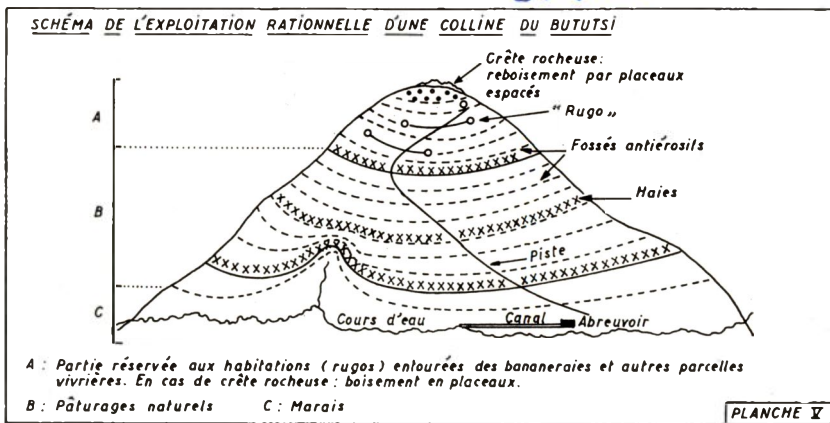 SCHÉMA DE L'EXPLOITATION RATIONNELLE D'UNE COLLINE DU BUTUTSI
Crête rocheuse:
reboisement par placeaux
espacés
"Rugo"
Fossés antiérosifs
Haies
A
B
C
Piste
Cours d'eau
Canal
Abreuvoir
A : Partie réservée aux habitations ( rugos ) entourées des bananeraies et autres parcelles
vivrières. En cas de crête rocheuse : boisement en placeaux.
B : Pâturages naturels C : Marais
PLANCHE V